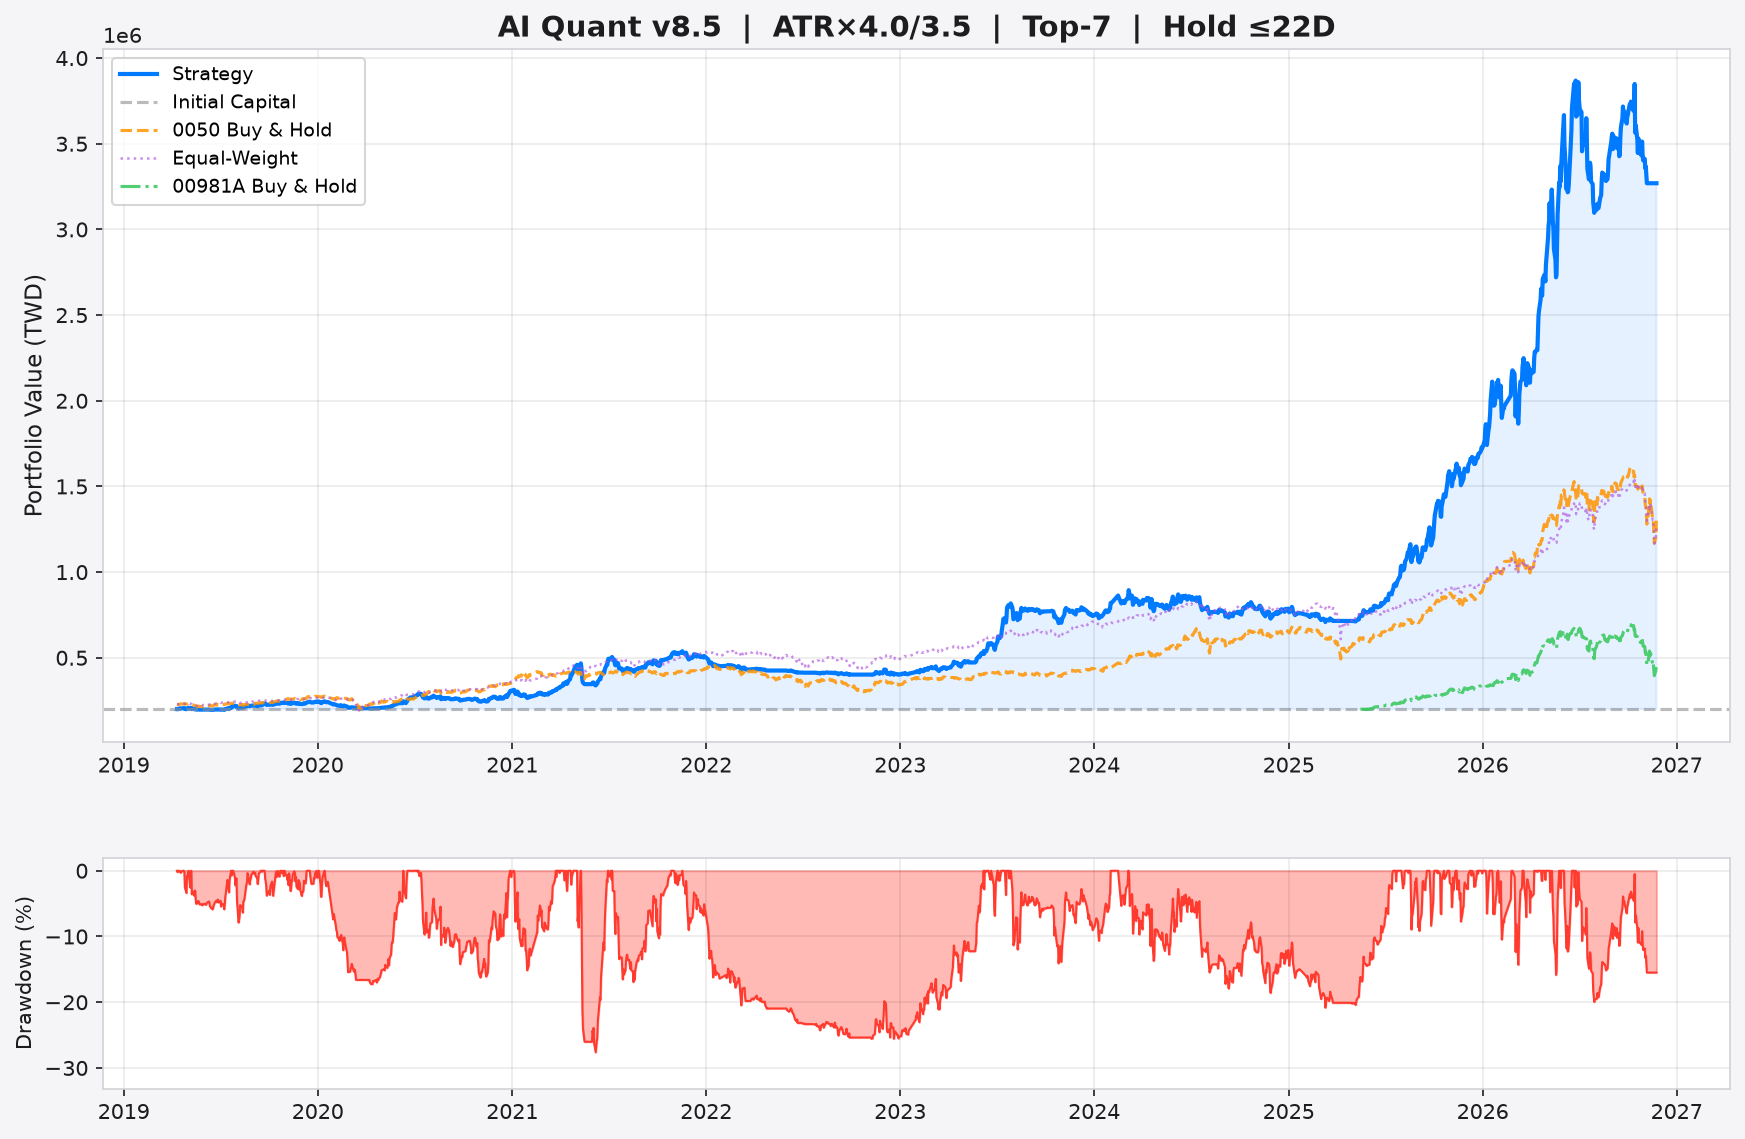 AI Quant v8.5 | ATR×4.0/3.5 | Top-7 | Hold ≤22D
1e6
4.0
3.5
3.0
2.5
2.0
1.5
1.0
0.5
Portfolio Value (TWD)
Strategy
Initial Capital
0050 Buy & Hold
Equal-Weight
00981A Buy & Hold
2019 2020 2021 2022 2023 2024 2025 2026 2027
0
−10
−20
−30
Drawdown (%)
2019 2020 2021 2022 2023 2024 2025 2026 2027